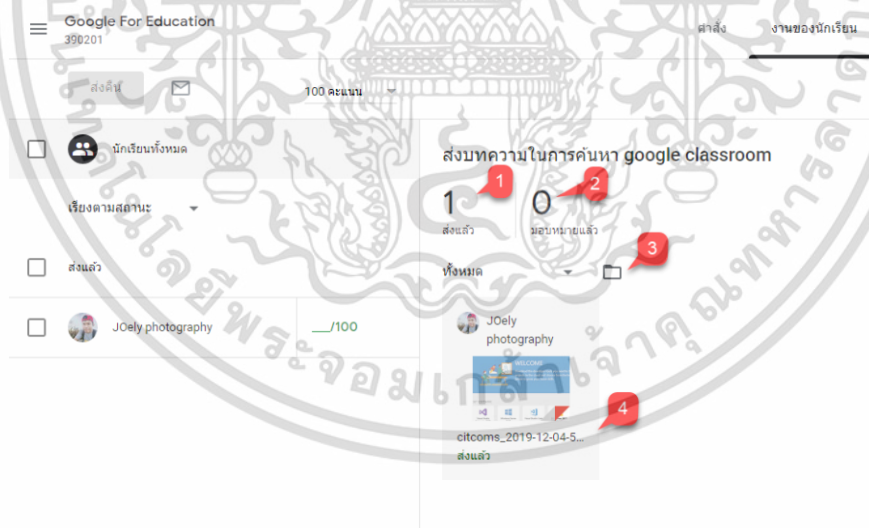 Google For Education
390201
คำสั่ง
งานของนักเรียน
ส่งคืน
100 คะแนน
นักเรียนทั้งหมด
เรียงตามสถานะ
ส่งแล้ว
JOely photography
__/100
ส่งบทความในการค้นหา google classroom
1
1
ส่งแล้ว
0
2
มอบหมายแล้ว
ทั้งหมด
3
JOely
photography
WELCOME
citcoms_2019-12-04-5...
ส่งแล้ว
4